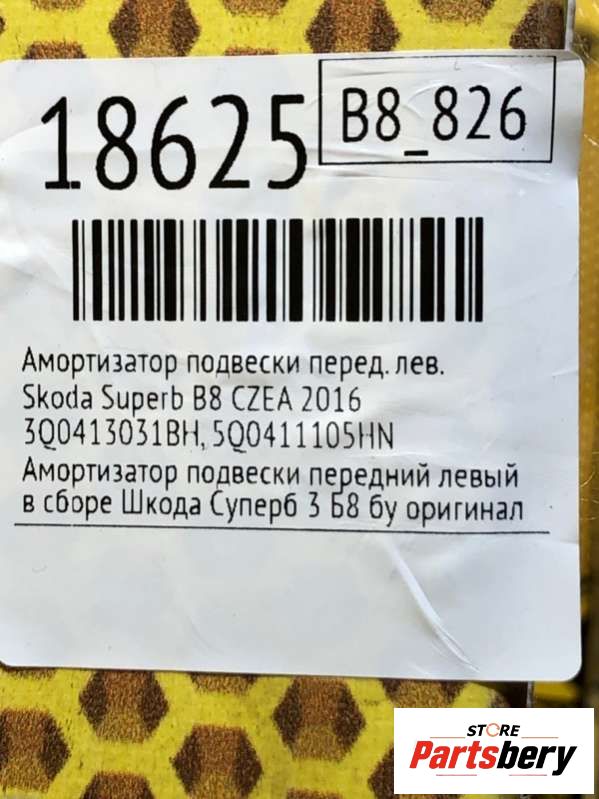 18625
B8_826
Амортизатор подвески перед. лев.
Skoda Superb B8 CZEA 2016
3Q0413031BH, 5Q0411105HN
Амортизатор подвески передний левый
в сборе Шкода Суперб 3 Б8 бу оригинал
STORE
Partsbery